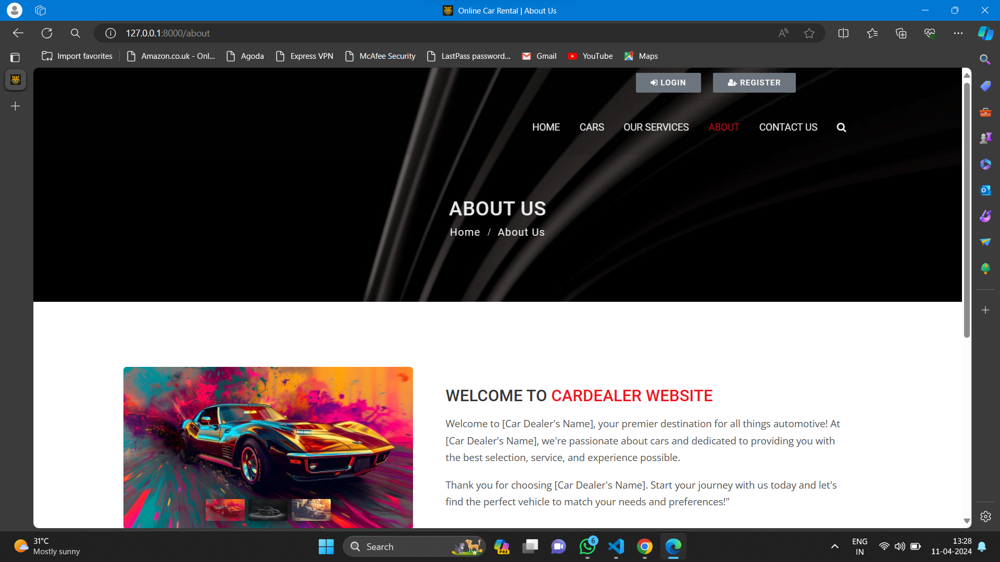 Online Car Rental | About Us
127.0.0.1:8000/about
Import favorites
Amazon.co.uk - Onl...
Agoda
Express VPN
McAfee Security
LastPass password...
Gmail
YouTube
Maps
LOGIN
REGISTER
HOME
CARS
OUR SERVICES
ABOUT
CONTACT US
ABOUT US
Home / About Us
WELCOME TO CARDEALER WEBSITE
Welcome to [Car Dealer's Name], your premier destination for all things automotive! At
[Car Dealer's Name], we're passionate about cars and dedicated to providing you with
the best selection, service, and experience possible.
Thank you for choosing [Car Dealer's Name]. Start your journey with us today and let's
find the perfect vehicle to match your needs and preferences!"
31°C
Mostly sunny
Search
PRE
6
ENG
IN
13:28
11-04-2024